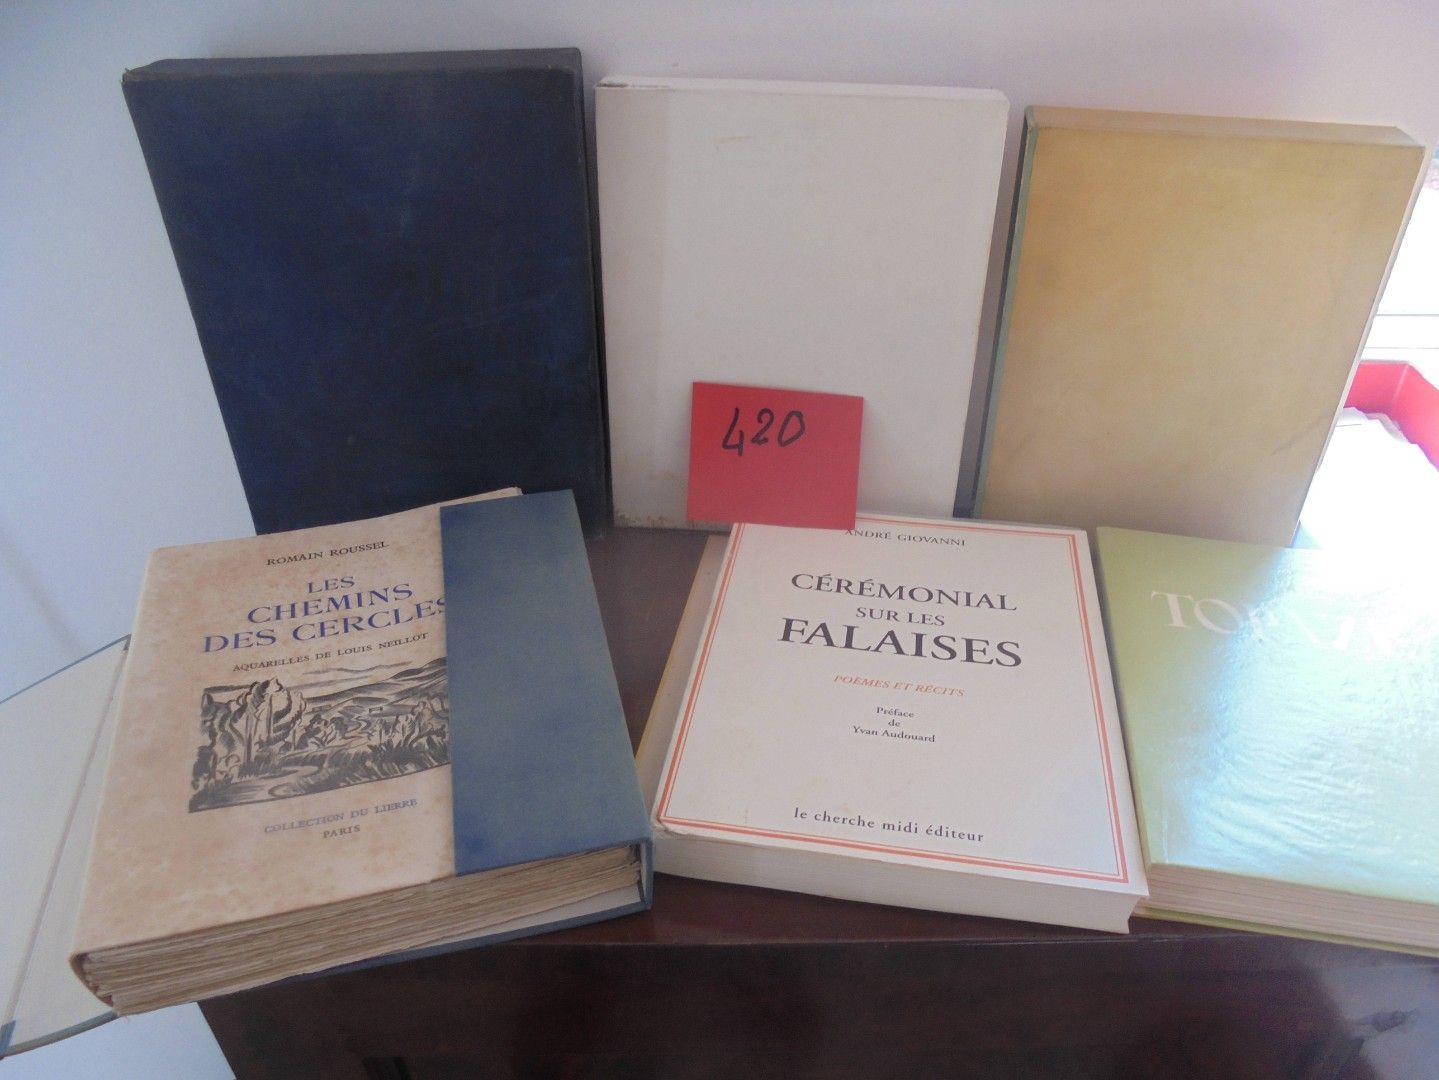 420
ROMAIN ROUSSEL
LES
CHEMINS
DES CERCLES
AQUARELLES DE LOUIS NEILLOT
COLLECTION DU LIERRE
PARIS
ANDRÉ GIOVANNI
CÉRÉMONIAL
SUR LES
FALAISES
POÈMES ET RÉCITS
Préface
de
Yvan Audouard
le cherche midi éditeur